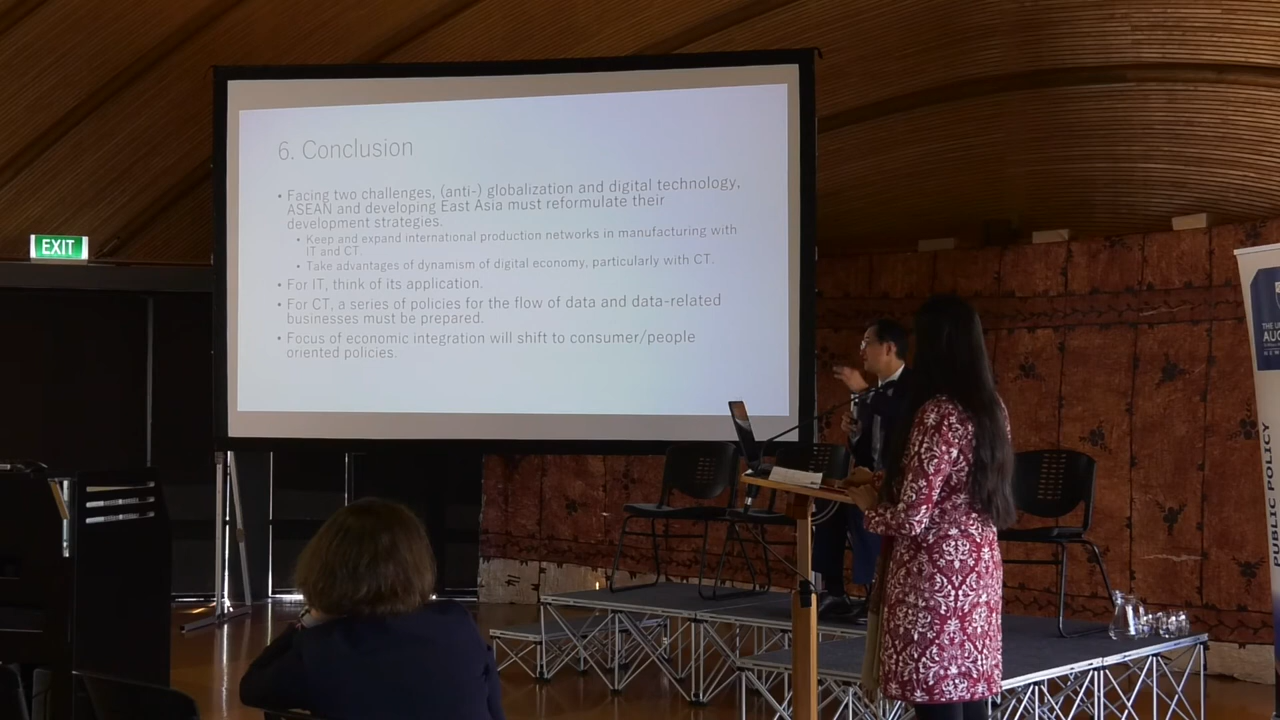 EXIT
6. Conclusion
• Facing two challenges, (anti-) globalization and digital technology,
ASEAN and developing East Asia must reformulate their
development strategies.
• Keep and expand international production networks in manufacturing with
IT and CT.
• Take advantages of dynamism of digital economy, particularly with CT.
• For IT, think of its application.
• For CT, a series of policies for the flow of data and data-related
businesses must be prepared.
• Focus of economic integration will shift to consumer/people
oriented policies.
PUBLIC POLICY